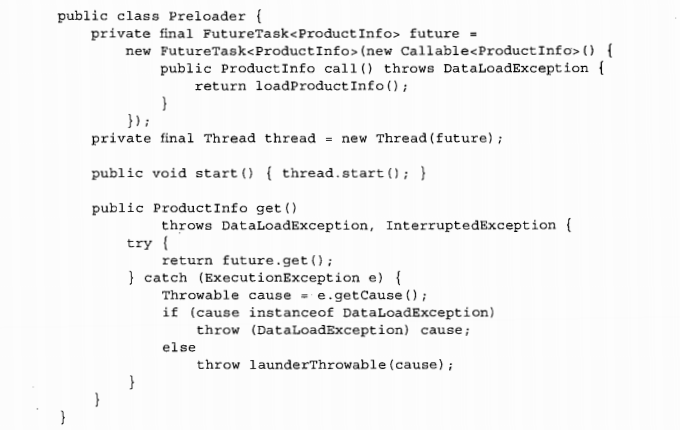 public class Preloader {
    private final FutureTask<ProductInfo> future =
        new FutureTask<ProductInfo>(new Callable<ProductInfo>() {
            public ProductInfo call() throws DataLoadException {
                return loadProductInfo();
            }
        });
    private final Thread thread = new Thread(future);

    public void start() { thread.start(); }

    public ProductInfo get()
            throws DataLoadException, InterruptedException {
        try {
            return future.get();
        } catch (ExecutionException e) {
            Throwable cause = e.getCause();
            if (cause instanceof DataLoadException)
                throw (DataLoadException) cause;
            else
                throw launderThrowable(cause);
        }
    }
}